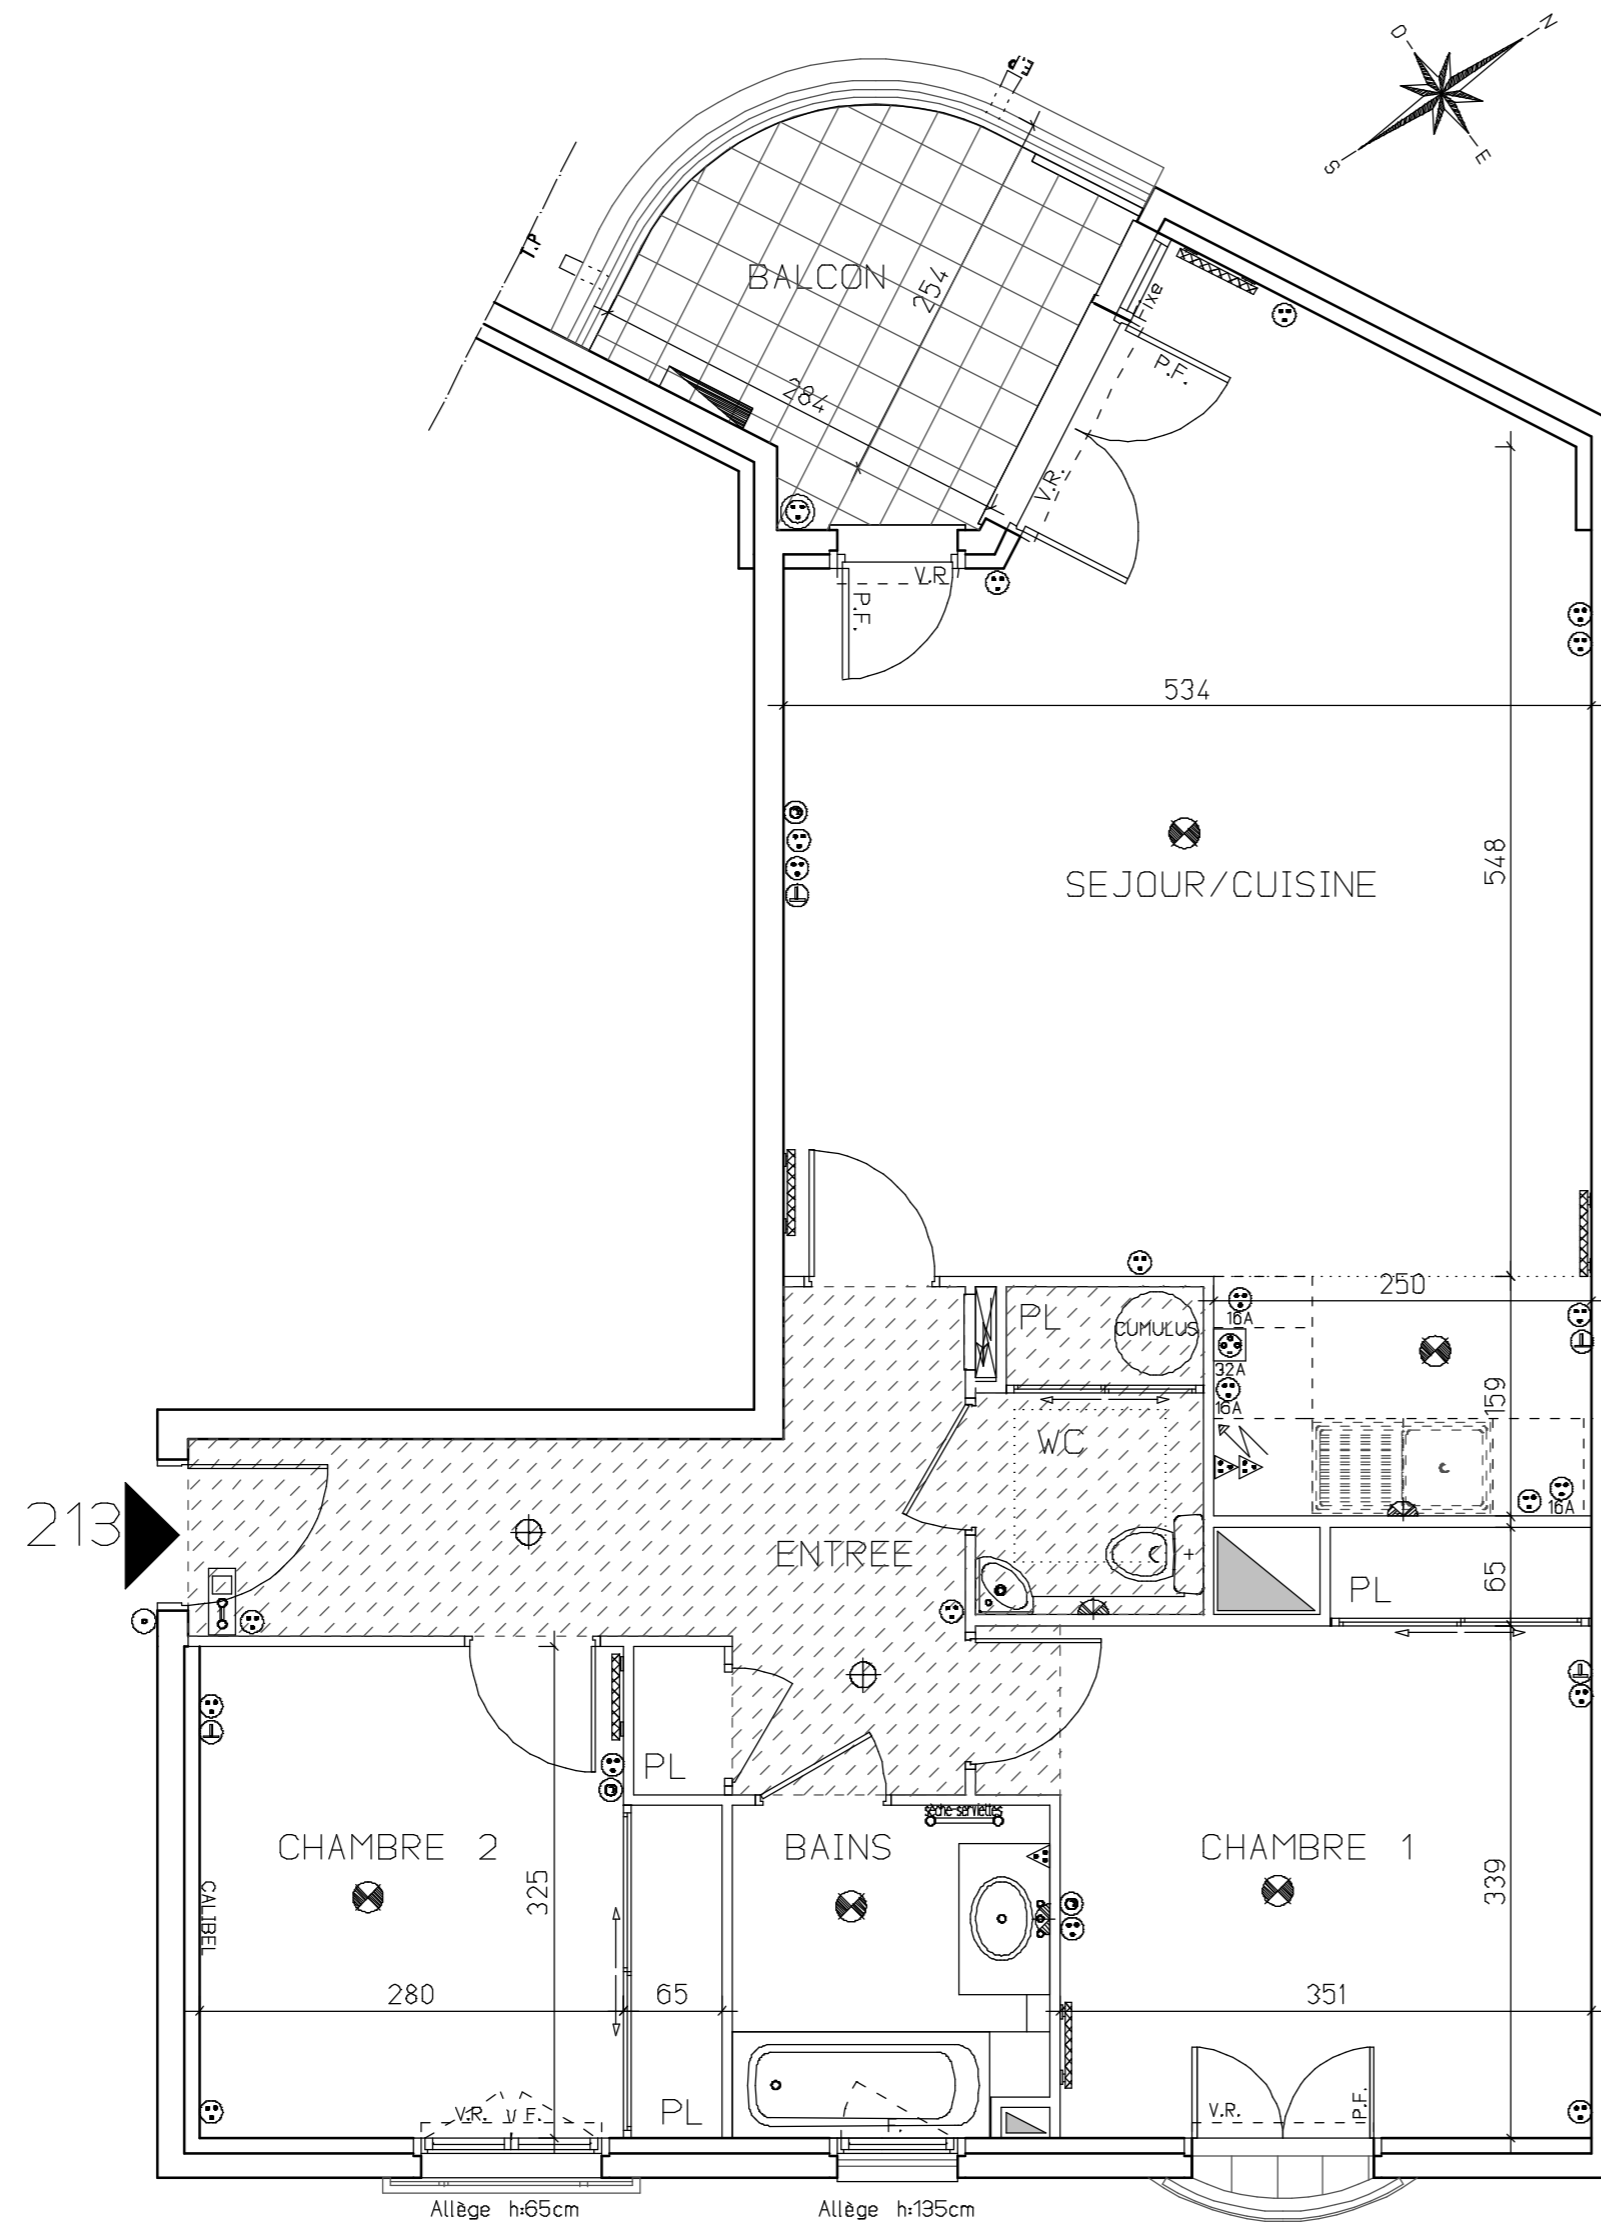 N
O
E
S
EP
T.P
BALCON
254
284
Fixe
P.F.
V.R.
V.R
P.F.
534
548
SEJOUR/CUISINE
250
PL
CUMULUS
16A
32A
16A
159
WC
16A
213
ENTREE
65
PL
PL
sèche-serviettes
CHAMBRE 2
BAINS
CHAMBRE 1
325
339
CALIBEL
280
65
351
PL
V.R.
F.
F.
V.R.
P.F.
Allège h:65cm
Allège h:135cm